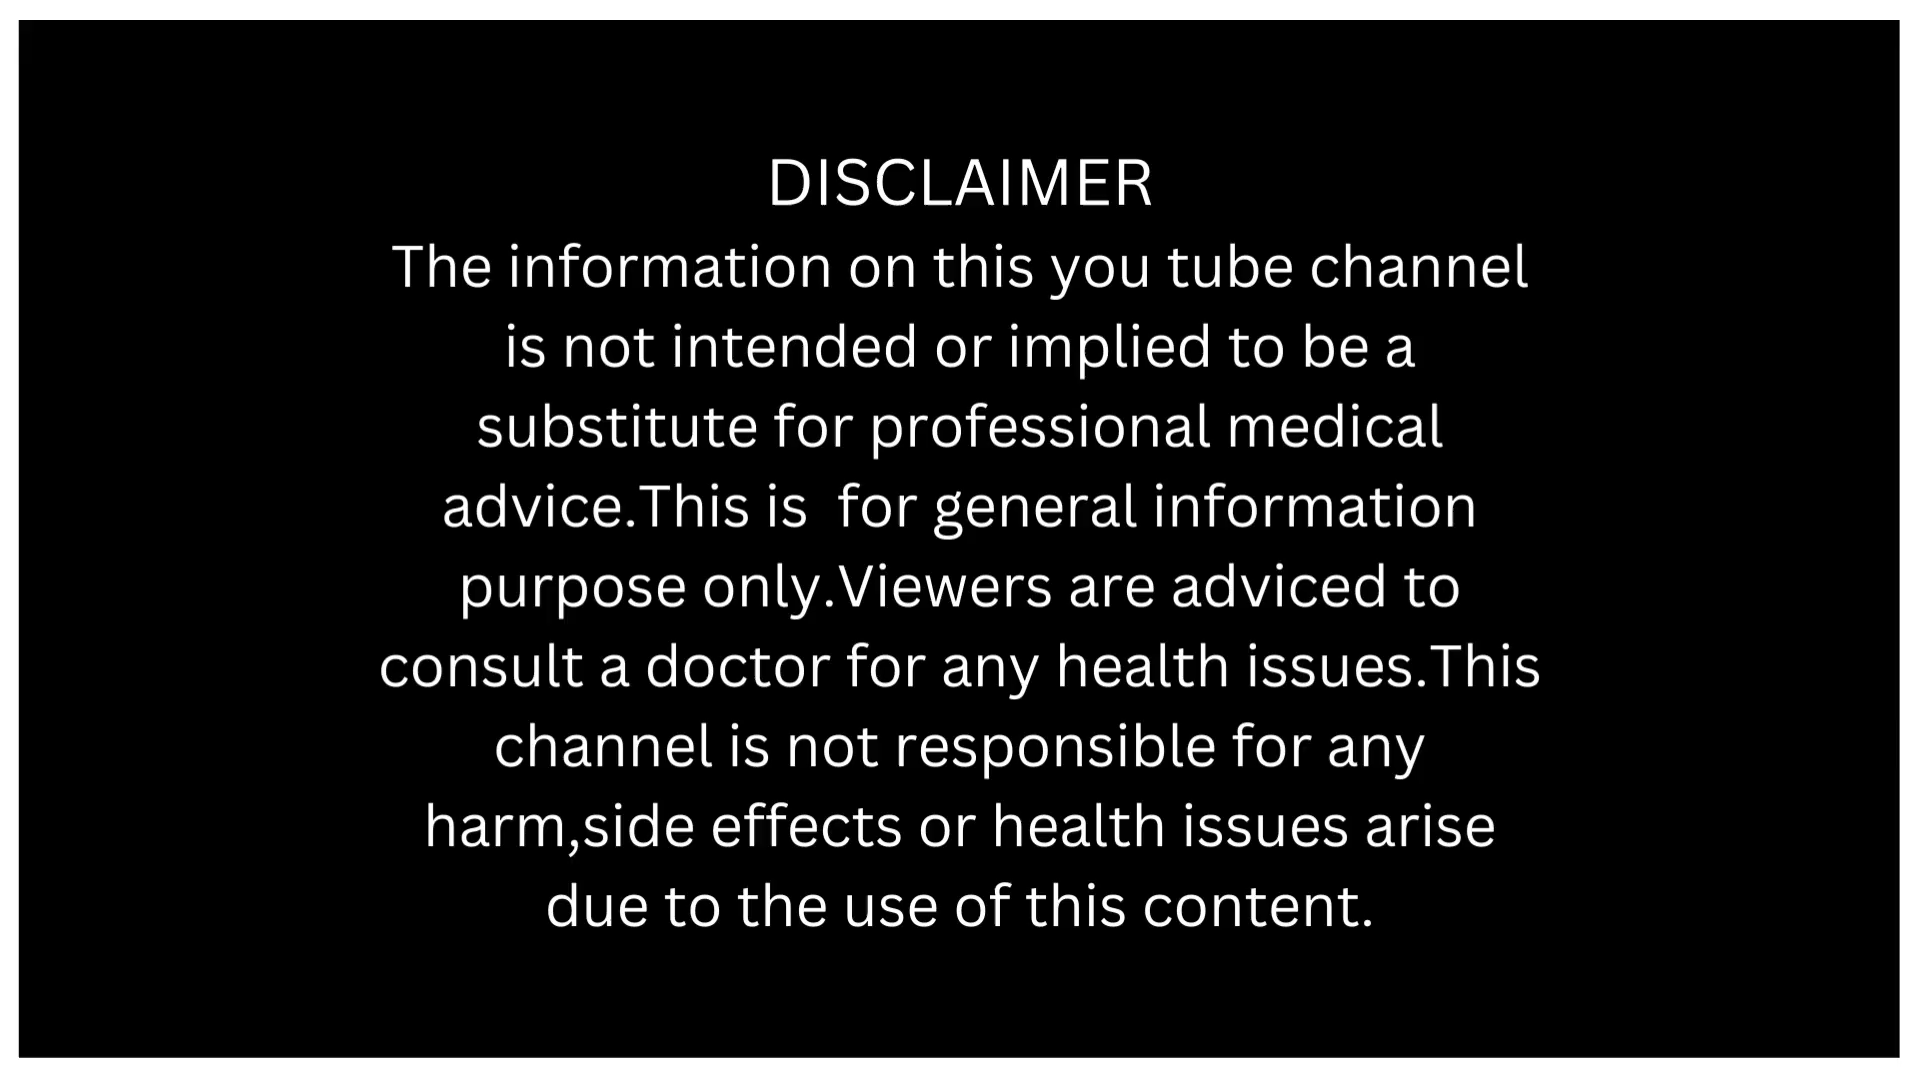 DISCLAIMER
The information on this you tube channel
is not intended or implied to be a
substitute for professional medical
advice.This is  for general information
purpose only.Viewers are adviced to
consult a doctor for any health issues.This
channel is not responsible for any
harm,side effects or health issues arise
due to the use of this content.